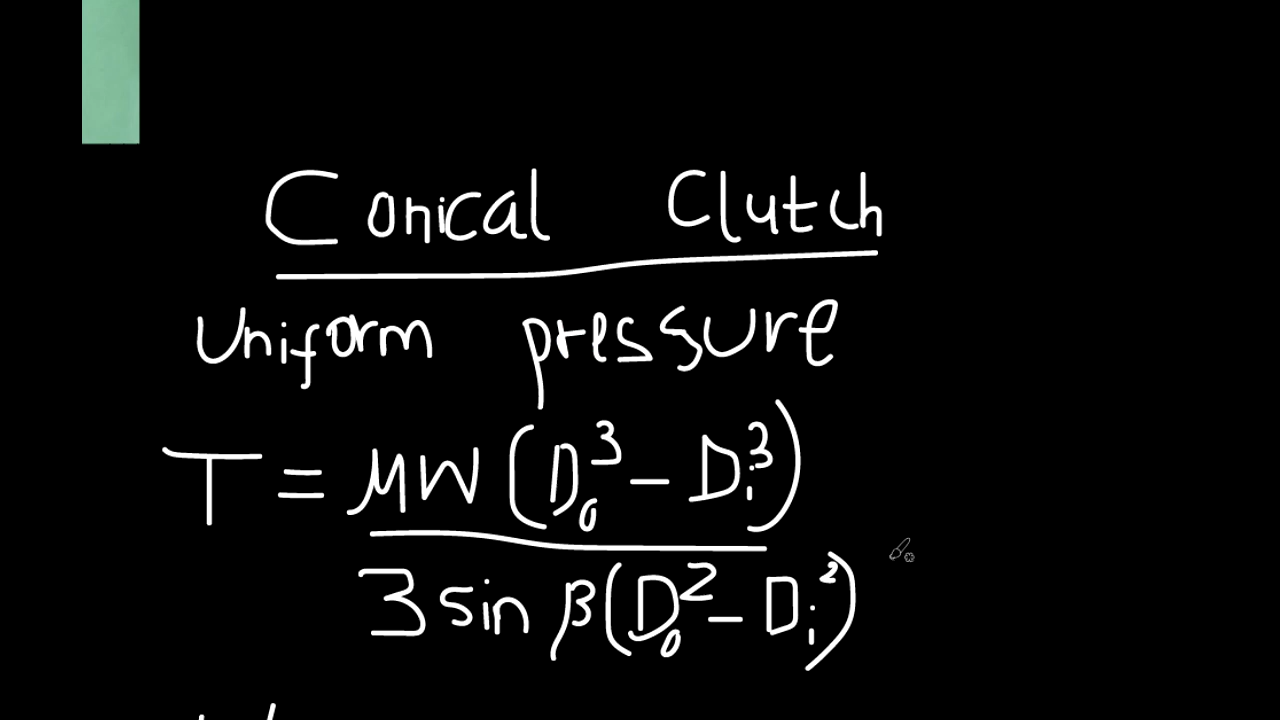 Conical Clutch
Uniform pressure
T = μW(D₀³ - Dᵢ³)
3 sin β(D₀² - Dᵢ²)